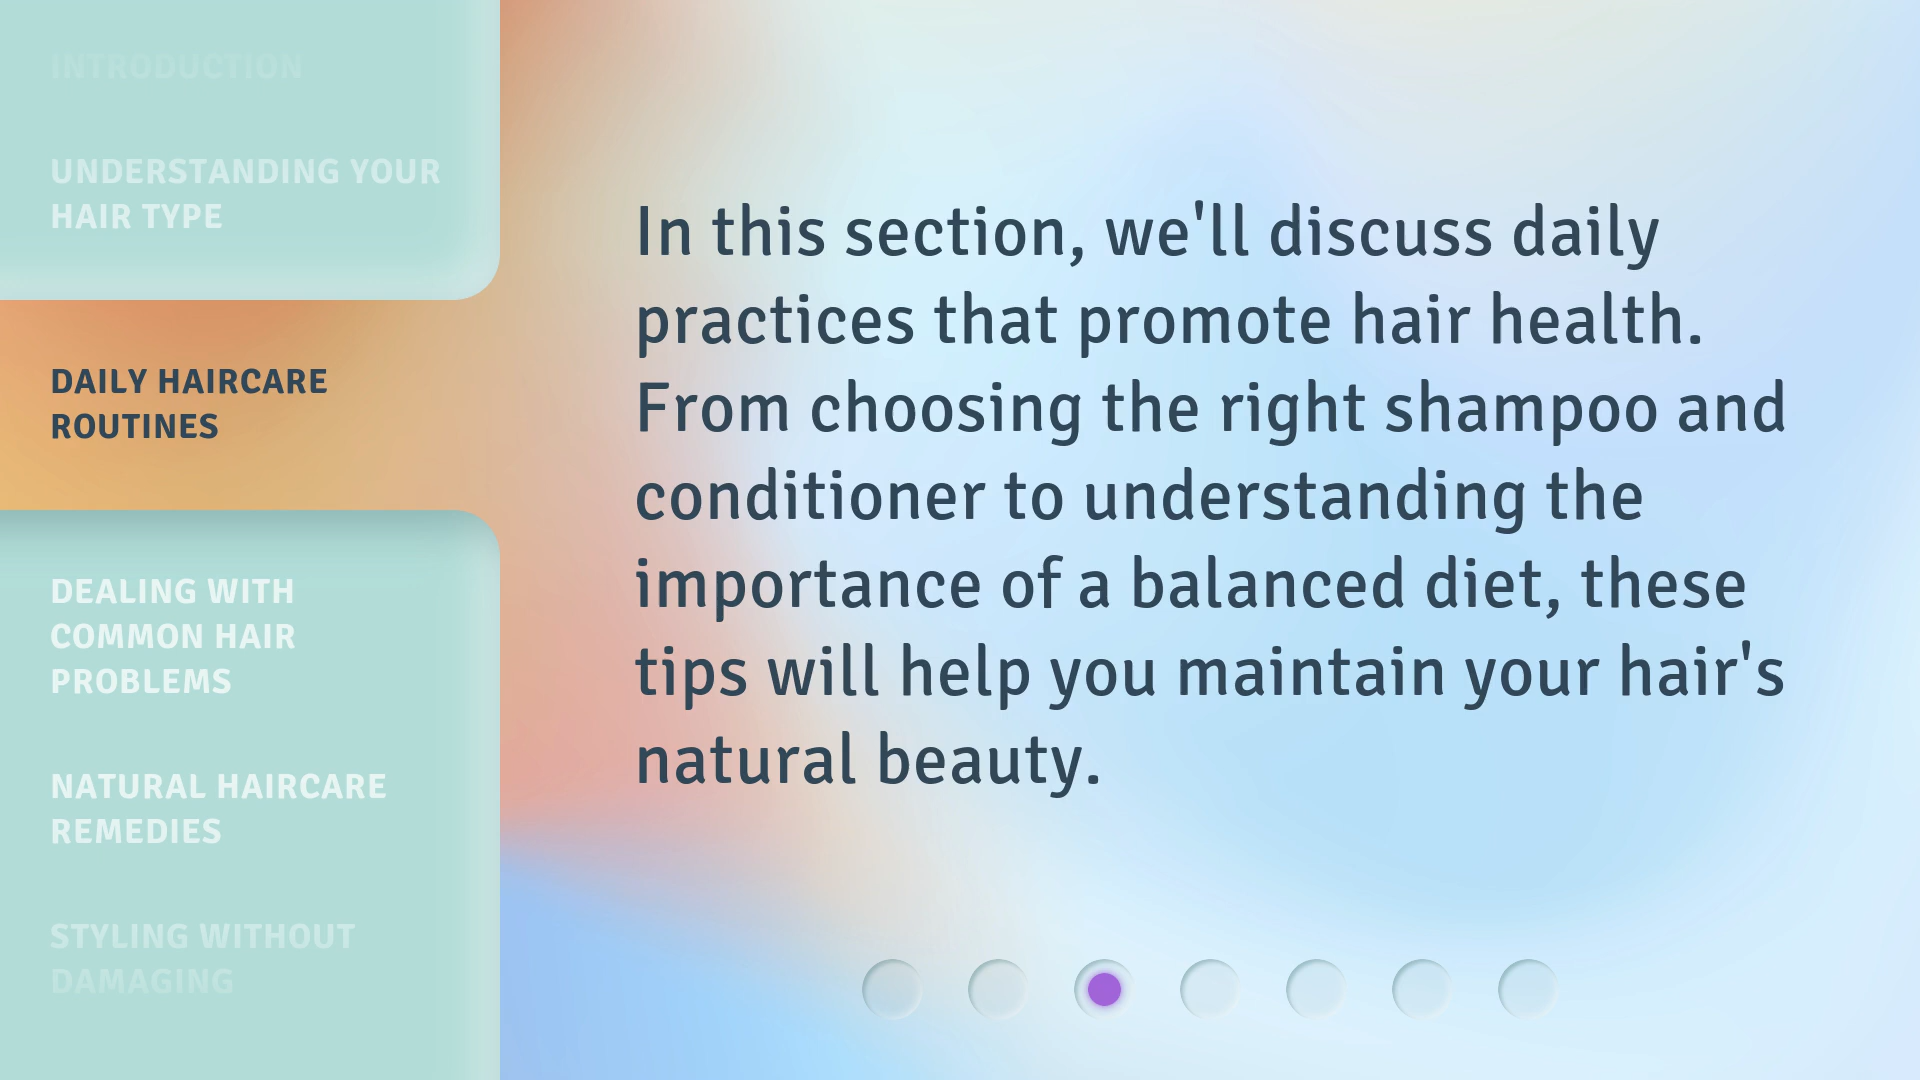 INTRODUCTION
UNDERSTANDING YOUR
HAIR TYPE
DAILY HAIRCARE
ROUTINES
DEALING WITH
COMMON HAIR
PROBLEMS
NATURAL HAIRCARE
REMEDIES
STYLING WITHOUT
DAMAGING
In this section, we'll discuss daily
practices that promote hair health.
From choosing the right shampoo and
conditioner to understanding the
importance of a balanced diet, these
tips will help you maintain your hair's
natural beauty.